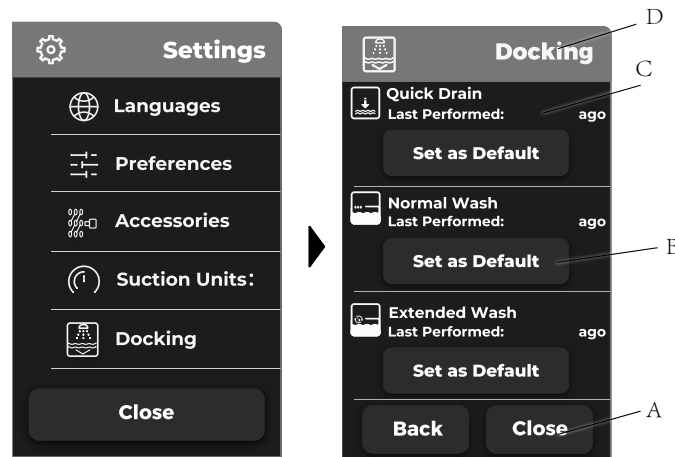 Settings
Languages
Preferences
Accessories
Suction Units:
Docking
Close
Docking
D
C
Quick Drain
Last Performed: ago
Set as Default
Normal Wash
Last Performed: ago
Set as Default
B
Extended Wash
Last Performed: ago
Set as Default
Back Close
A